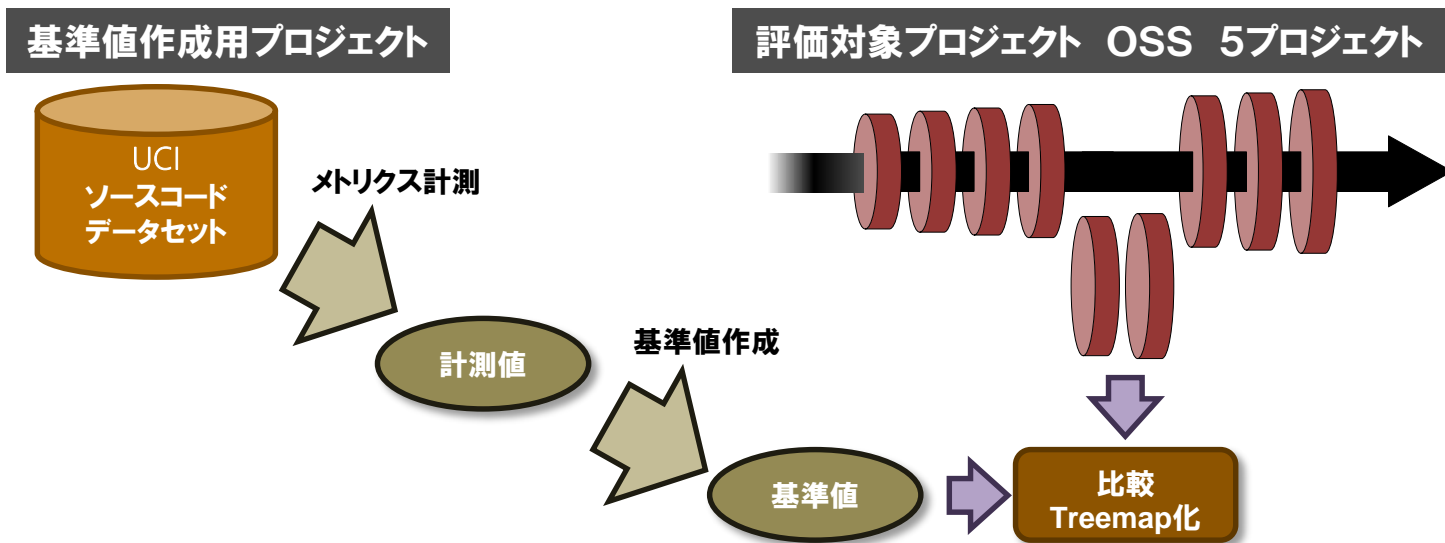 基準値作成用プロジェクト
評価対象プロジェクト OSS 5プロジェクト
UCI
ソースコード
データセット
メトリクス計測
計測値
基準値作成
基準値
比較
Treemap化